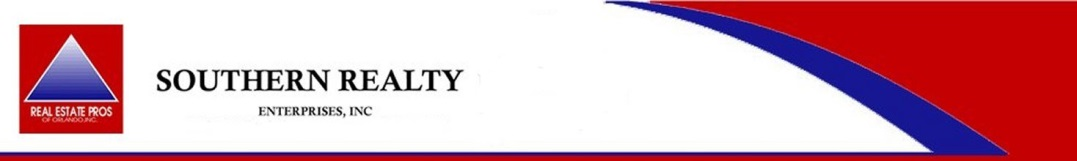 SOUTHERN REALTY
ENTERPRISES, INC
REAL ESTATE PROS
OF ORLANDO, INC.